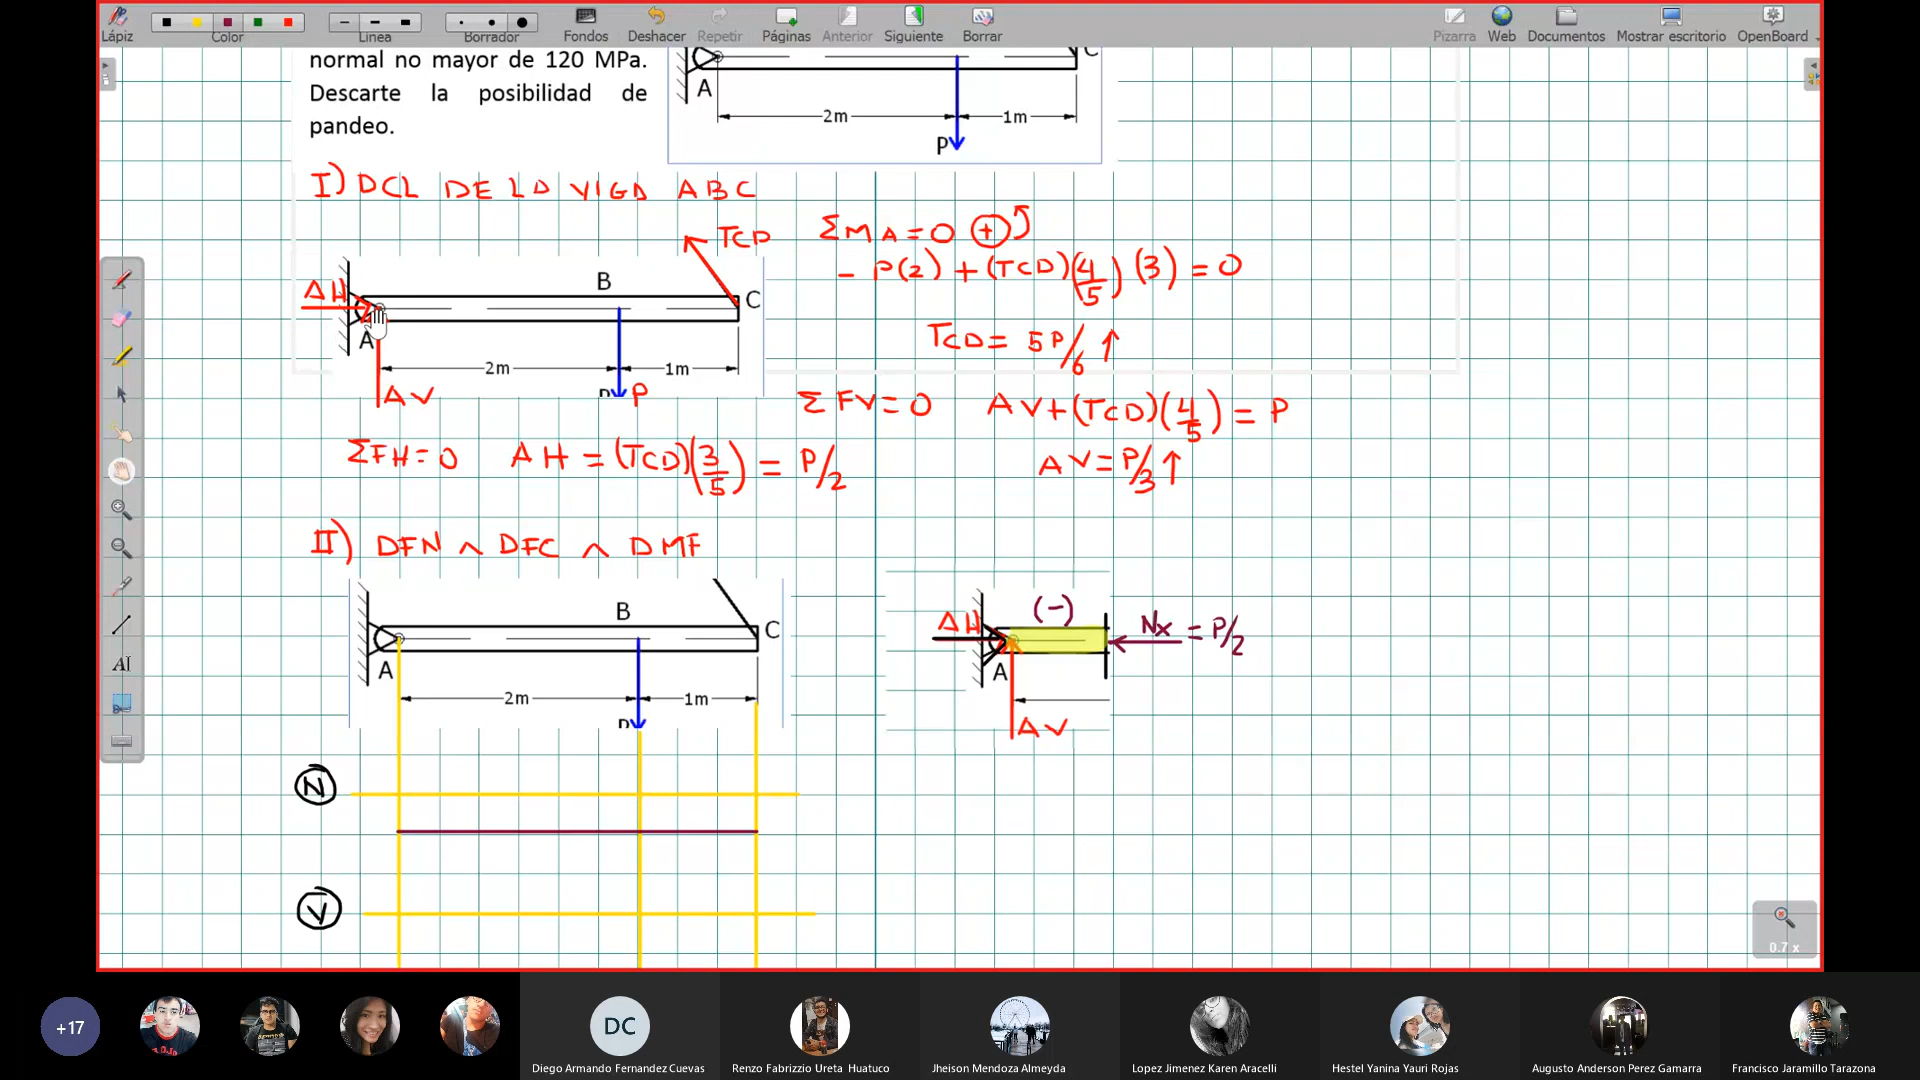 Lápiz
Color
Línea
Borrador
Fondos
Deshacer
Repetir
Páginas
Anterior
Siguiente
Borrar
Pizarra
Web
Documentos
Mostrar escritorio
OpenBoard
normal no mayor de 120 MPa.
Descarte la posibilidad de
pandeo.
A
C
2m
1m
P
I) DCL DE LA VIGA ABC
TCD
AH
B
C
A
2m
1m
AV
P
ΣMA=0 (+)
- P(2) + (TCD)(4/5)(3) = 0
TCD = 5P/6 ↑
ΣFV=0 AV+(TCD)(4/5) = P
AV = P/3 ↑
ΣFH=0 AH = (TCD)(3/5) = P/2
II) DFN ∧ DFC ∧ DMF
B
C
A
2m
1m
(-)
AH
Nx = P/2
A
AV
N
V
AI
0.7 x
+17
DC
Diego Armando Fernandez Cuevas
Renzo Fabrizzio Ureta Huatuco
Jheison Mendoza Almeyda
Lopez Jimenez Karen Aracelli
Hestel Yanina Yauri Rojas
Augusto Anderson Perez Gamarra
Francisco Jaramillo Tarazona